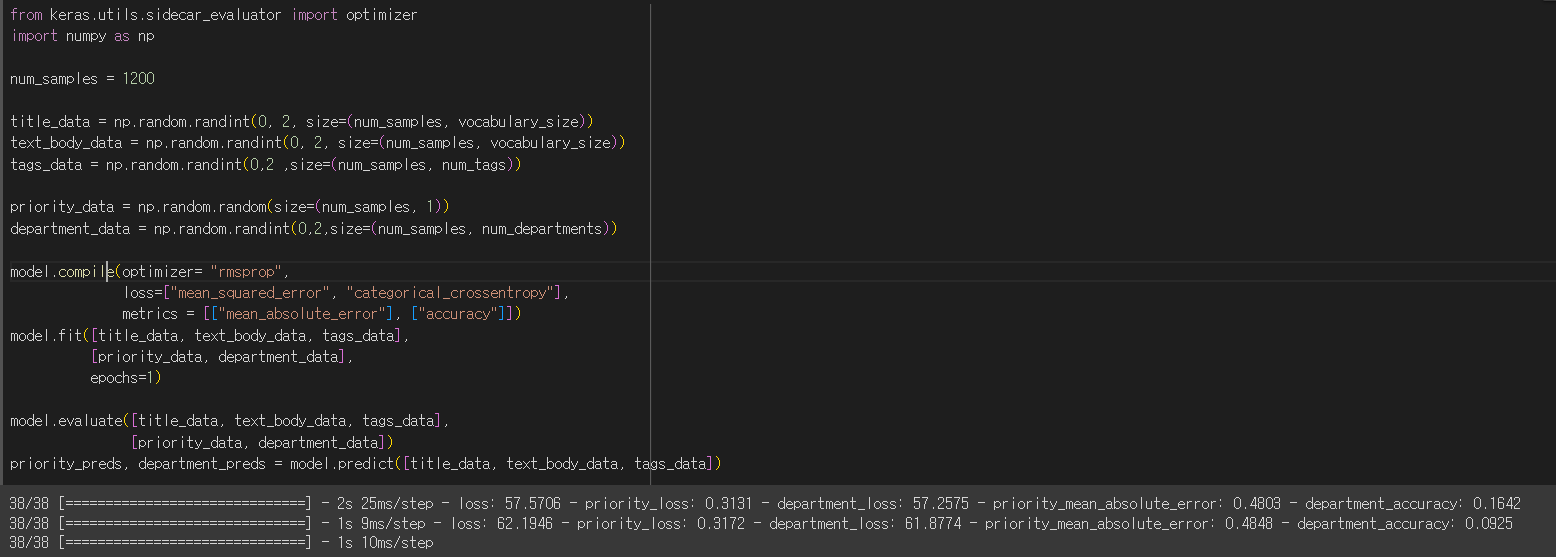 from keras.utils.sidecar_evaluator import optimizer
import numpy as np
num_samples = 1200
title_data = np.random.randint(0, 2, size=(num_samples, vocabulary_size))
text_body_data = np.random.randint(0, 2, size=(num_samples, vocabulary_size))
tags_data = np.random.randint(0,2 ,size=(num_samples, num_tags))
priority_data = np.random.random(size=(num_samples, 1))
department_data = np.random.randint(0,2,size=(num_samples, num_departments))
model.compile(optimizer= "rmsprop",
loss=["mean_squared_error", "categorical_crossentropy"],
metrics = [["mean_absolute_error"], ["accuracy"]])
model.fit([title_data, text_body_data, tags_data],
[priority_data, department_data],
epochs=1)
model.evaluate([title_data, text_body_data, tags_data],
[priority_data, department_data])
priority_preds, department_preds = model.predict([title_data, text_body_data, tags_data])
38/38 [==============================] - 2s 25ms/step - loss: 57.5706 - priority_loss: 0.3131 - department_loss: 57.2575 - priority_mean_absolute_error: 0.4803 - department_accuracy: 0.1642
38/38 [==============================] - 1s 9ms/step - loss: 62.1946 - priority_loss: 0.3172 - department_loss: 61.8774 - priority_mean_absolute_error: 0.4848 - department_accuracy: 0.0925
38/38 [==============================] - 1s 10ms/step